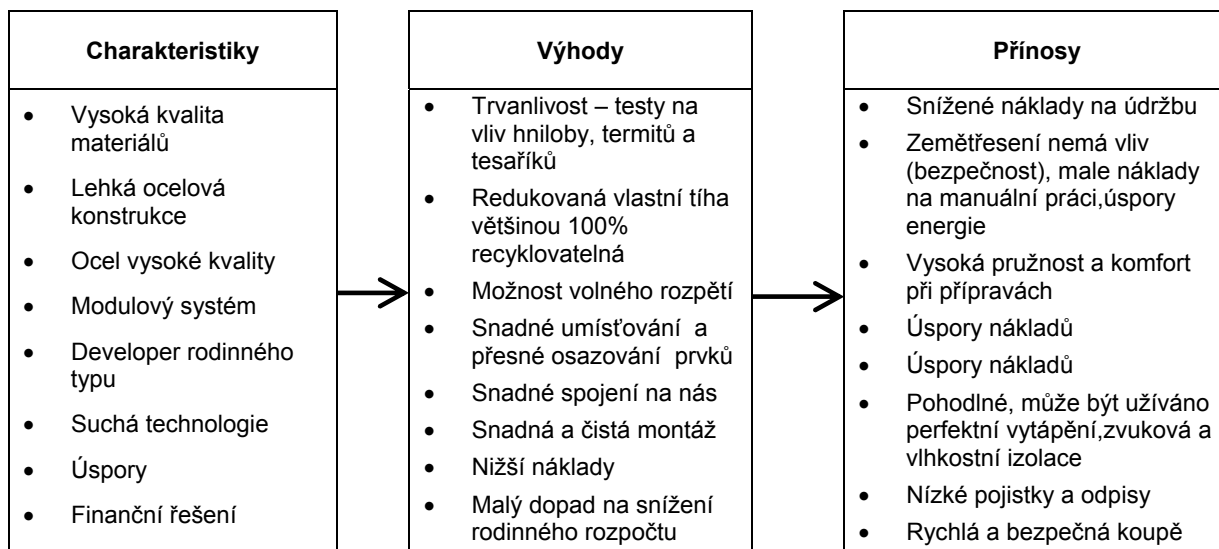 Charakteristiky
• Vysoká kvalita
materiálů
• Lehká ocelová
konstrukce
• Ocel vysoké kvality
• Modulový systém
• Developer rodinného
typu
• Suchá technologie
• Úspory
• Finanční řešení
Výhody
• Trvanlivost – testy na
vliv hniloby, termitů a
tesaříků
• Redukovaná vlastní tíha
většinou 100%
recyklovatelná
• Možnost volného rozpětí
• Snadné umísťování a
přesné osazování prvků
• Snadné spojení na nás
• Snadná a čistá montáž
• Nižší náklady
• Malý dopad na snížení
rodinného rozpočtu
Přínosy
• Snížené náklady na údržbu
• Zemětřesení nemá vliv
(bezpečnost), male náklady
na manuální práci,úspory
energie
• Vysoká pružnost a komfort
při přípravách
• Úspory nákladů
• Úspory nákladů
• Pohodlné, může být užíváno
perfektní vytápění,zvuková a
vlhkostní izolace
• Nízké pojistky a odpisy
• Rychlá a bezpečná koupě